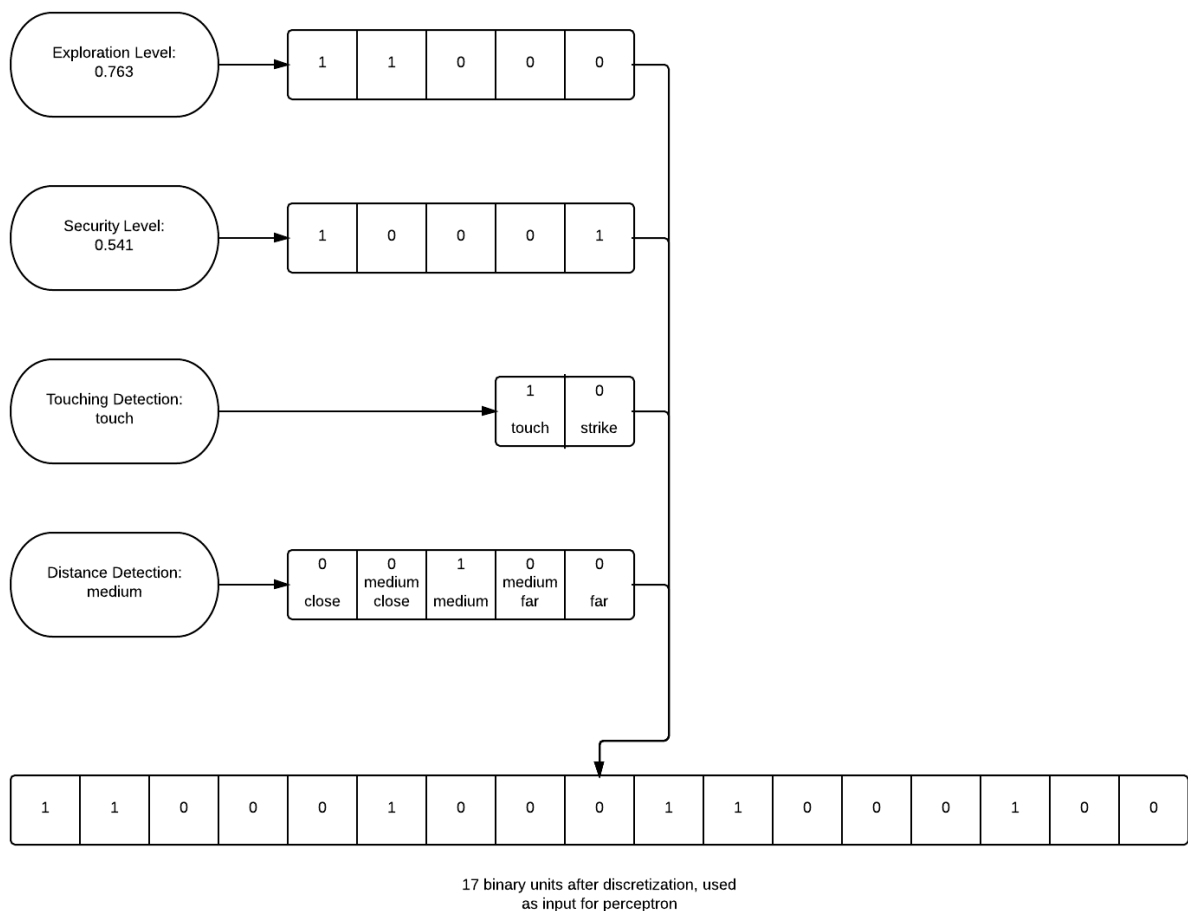 Exploration Level:
0.763
1 1 0 0 0
Security Level:
0.541
1 0 0 0 1
Touching Detection:
touch
1 0
touch strike
Distance Detection:
medium
0 0 1 0 0
medium medium
close close medium far far
1 1 0 0 0 1 0 0 0 1 1 0 0 0 1 0 0
17 binary units after discretization, used
as input for perceptron